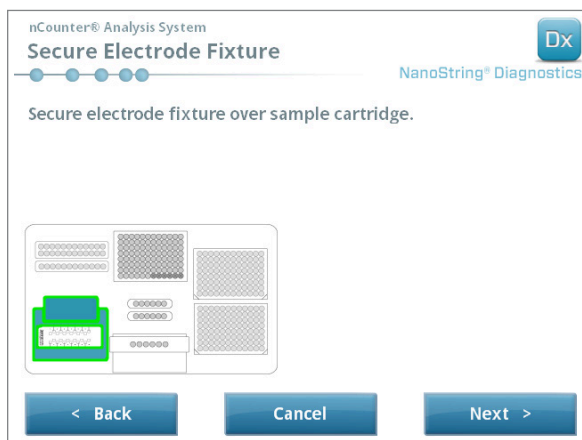 nCounter® Analysis System
Secure Electrode Fixture
Dx
NanoString® Diagnostics
Secure electrode fixture over sample cartridge.
< Back
Cancel
Next >